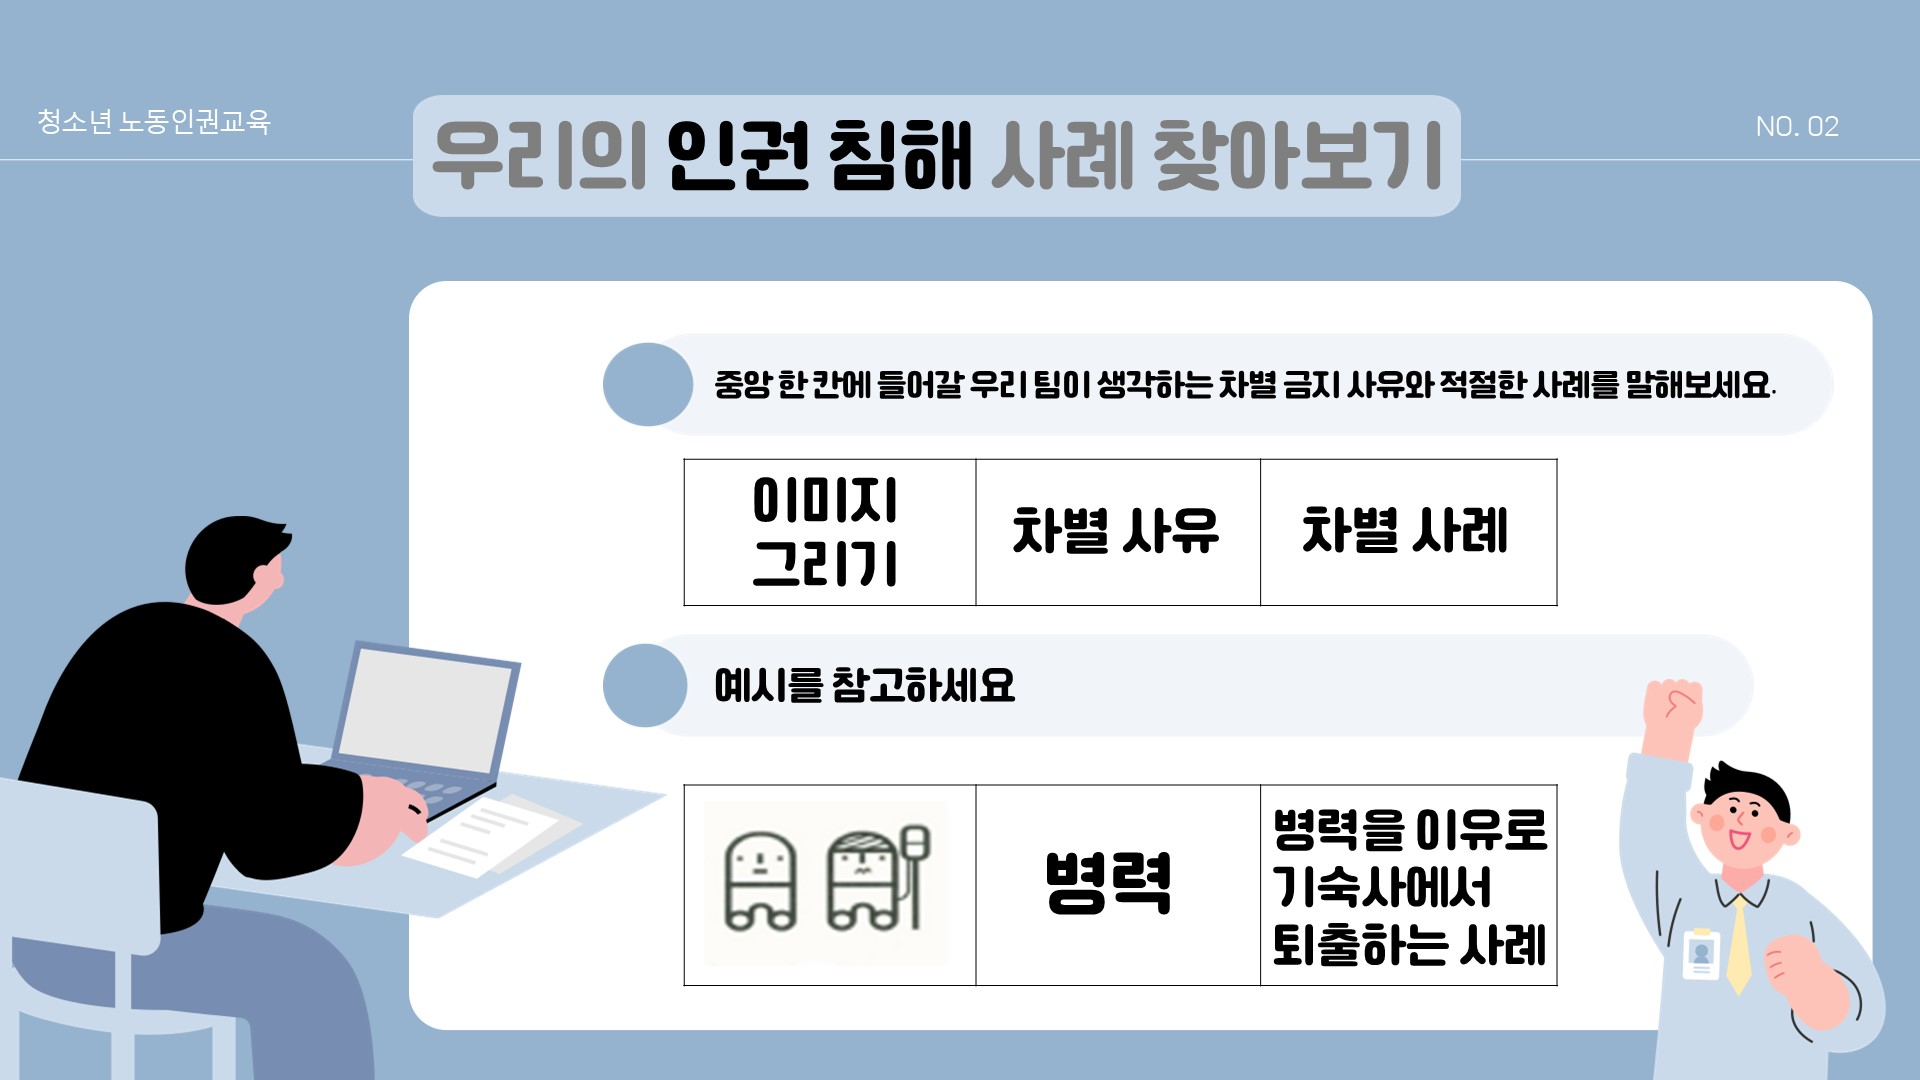 청소년 노동인권교육
우리의 인권 침해 사례 찾아보기
NO. 02
중앙 한 칸에 들어갈 우리 팀이 생각하는 차별 금지 사유와 적절한 사례를 말해보세요.
이미지
그리기
차별 사유
차별 사례
예시를 참고하세요
병력
병력을 이유로
기숙사에서
퇴출하는 사례